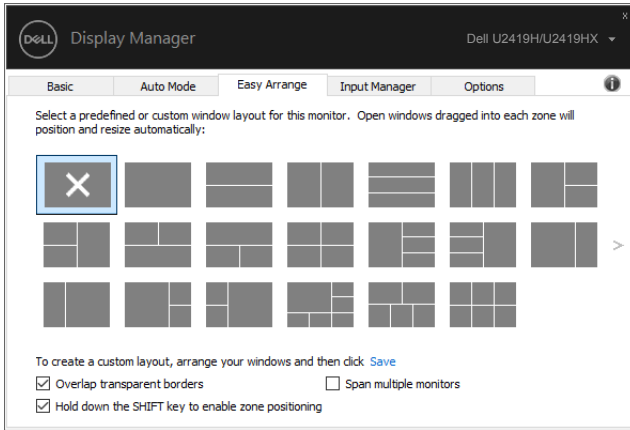 x
DELL Display Manager Dell U2419H/U2419HX
Basic Auto Mode Easy Arrange Input Manager Options i
Select a predefined or custom window layout for this monitor. Open windows dragged into each zone will
position and resize automatically:
>
To create a custom layout, arrange your windows and then click Save
Overlap transparent borders Span multiple monitors
Hold down the SHIFT key to enable zone positioning